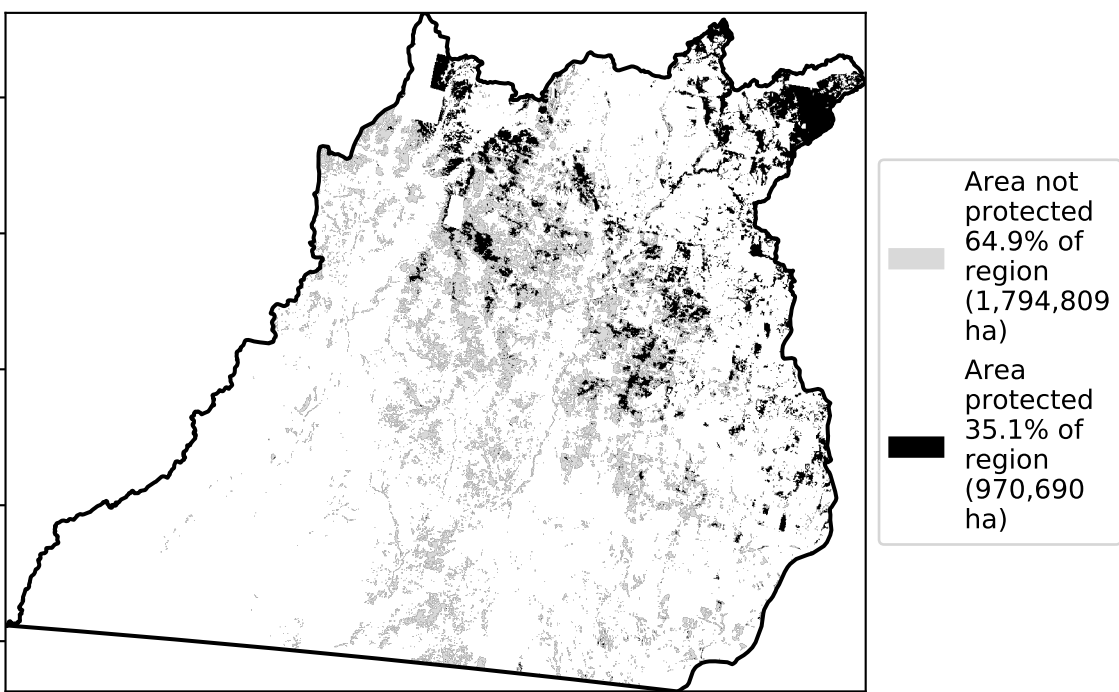 Area not
protected
64.9% of
region
(1,794,809
ha)
Area
protected
35.1% of
region
(970,690
ha)